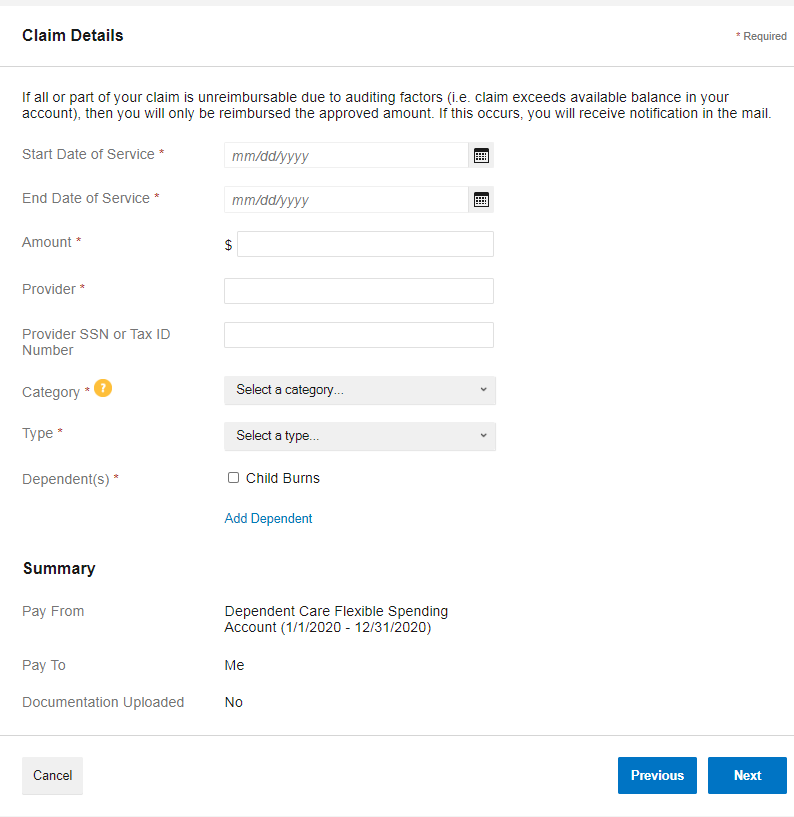 Claim Details
* Required
If all or part of your claim is unreimbursable due to auditing factors (i.e. claim exceeds available balance in your
account), then you will only be reimbursed the approved amount. If this occurs, you will receive notification in the mail.
Start Date of Service * mm/dd/yyyy
End Date of Service * mm/dd/yyyy
Amount * $
Provider *
Provider SSN or Tax ID
Number
Category * ? Select a category...
Type * Select a type...
Dependent(s) * Child Burns
Add Dependent
Summary
Pay From Dependent Care Flexible Spending
Account (1/1/2020 - 12/31/2020)
Pay To Me
Documentation Uploaded No
Cancel Previous Next